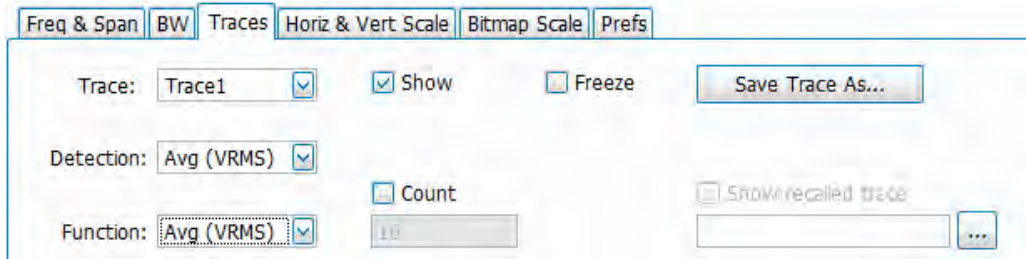 Freq & Span BW Traces Horiz & Vert Scale Bitmap Scale Prefs
Trace: Trace1 Show Freeze Save Trace As...
Detection: Avg (VRMS)
Count Show recalled trace
Function: Avg (VRMS) 10 ...